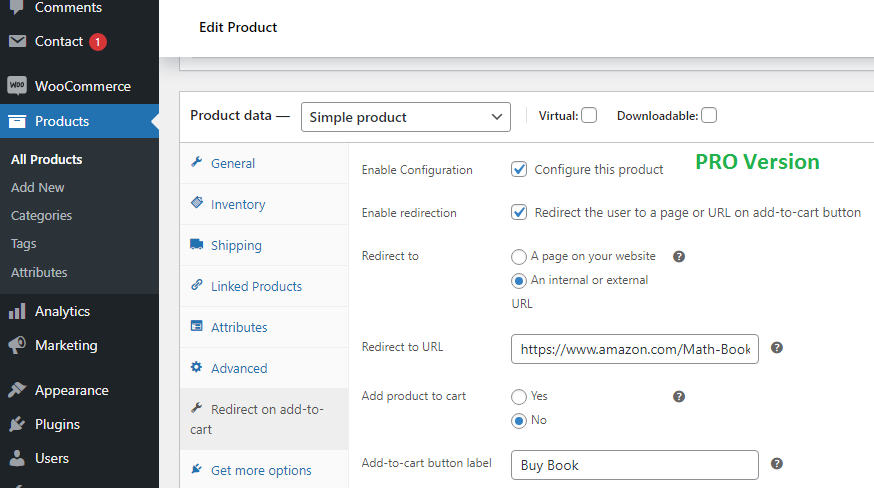 Comments
Contact 1
WooCommerce
Products
All Products
Add New
Categories
Tags
Attributes
Analytics
Marketing
Appearance
Plugins
Users
Edit Product
Product data —
Simple product
Virtual:
Downloadable:
General
Inventory
Shipping
Linked Products
Attributes
Advanced
Redirect on add-to-
cart
Get more options
PRO Version
Enable Configuration
Configure this product
Enable redirection
Redirect the user to a page or URL on add-to-cart button
Redirect to
A page on your website ?
An internal or external
URL
Redirect to URL
https://www.amazon.com/Math-Book ?
Add product to cart
Yes ?
No
Add-to-cart button label
Buy Book ?